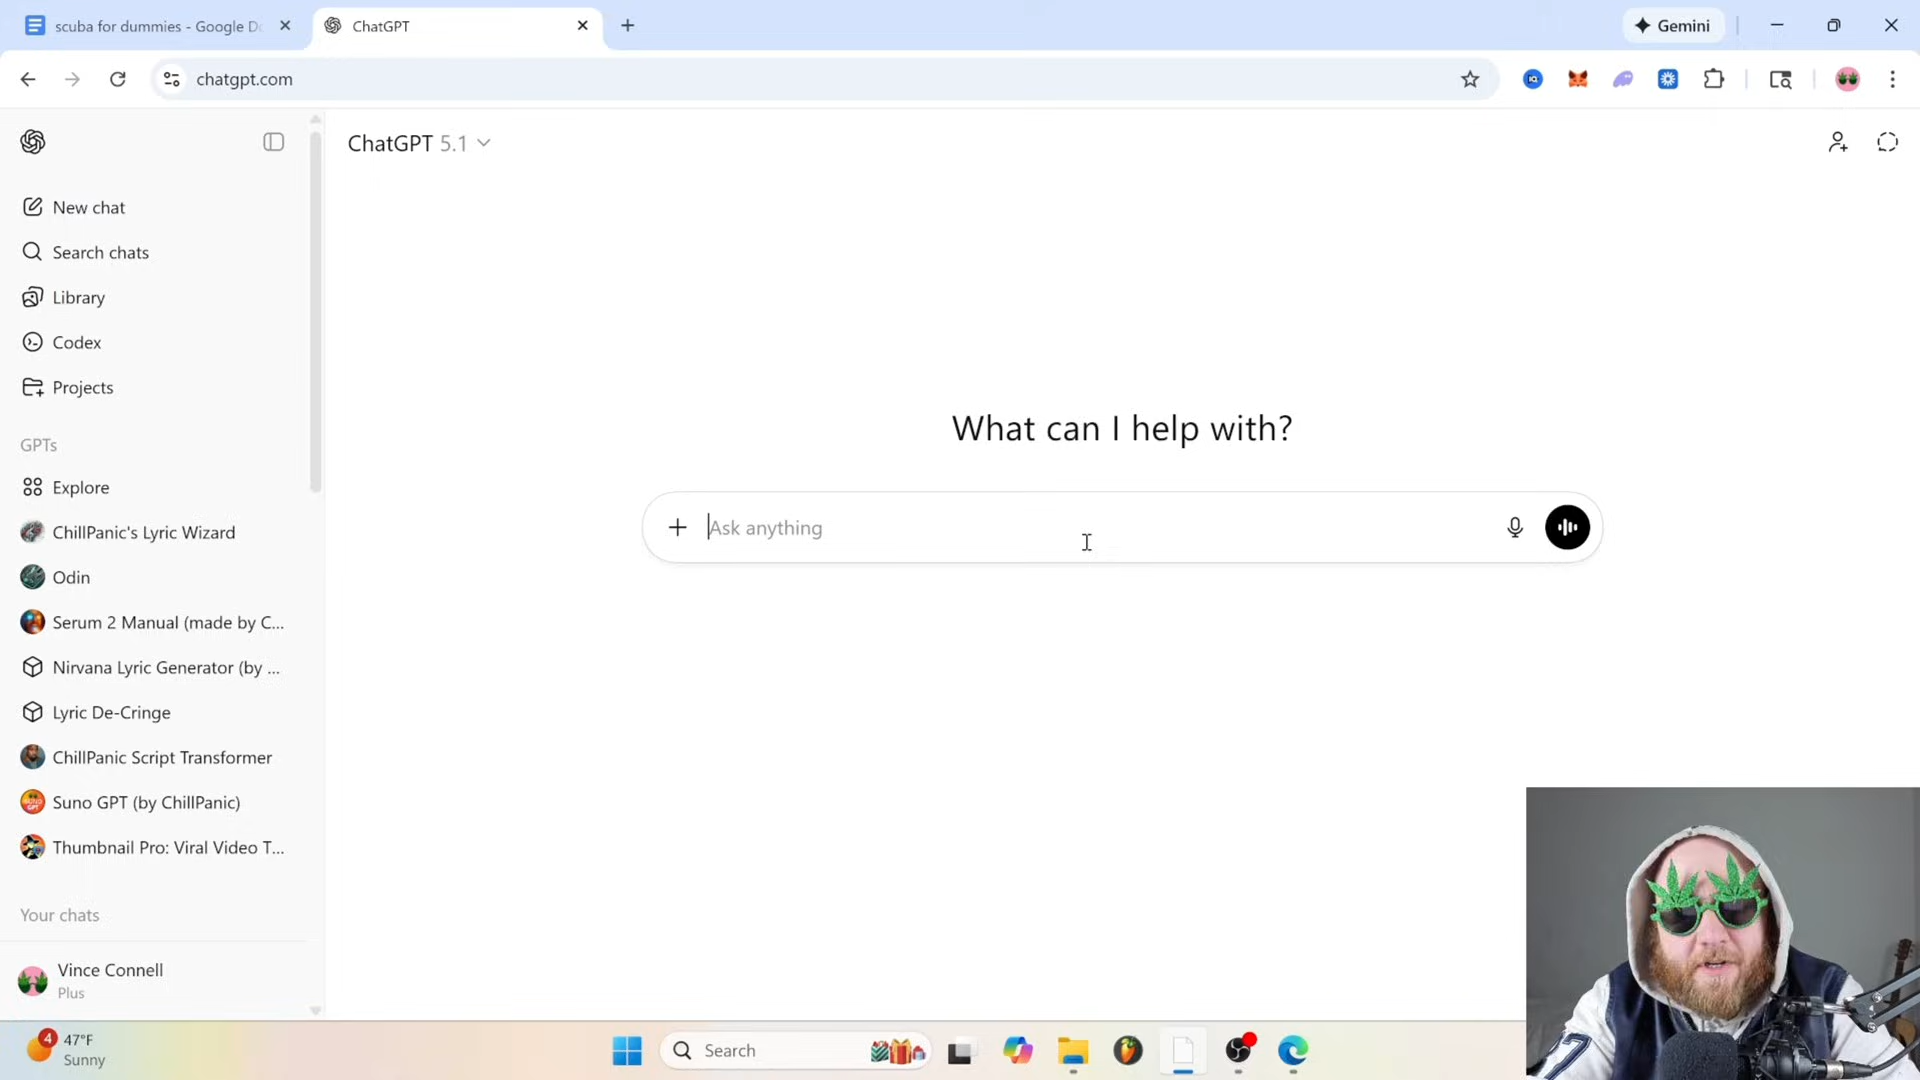 scuba for dummies - Google D
ChatGPT
Gemini
chatgpt.com
ChatGPT 5.1
New chat
Search chats
Library
Codex
Projects
GPTs
Explore
ChillPanic's Lyric Wizard
Odin
Serum 2 Manual (made by C...
Nirvana Lyric Generator (by ...
Lyric De-Cringe
ChillPanic Script Transformer
Suno GPT (by ChillPanic)
Thumbnail Pro: Viral Video T...
Your chats
Vince Connell
Plus
What can I help with?
Ask anything
4
47°F
Sunny
Search